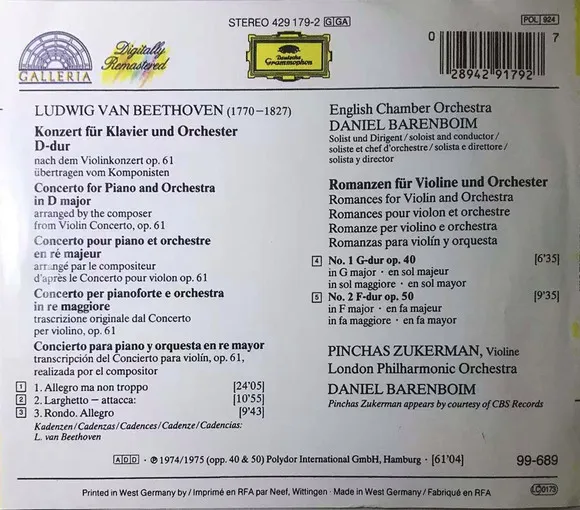 STEREO 429 179-2 GGA
POL 924
GALLERIA
Digitally
Remastered
Deutsche
Grammophon
0
7
28942 91792
LUDWIG VAN BEETHOVEN (1770–1827)
Konzert für Klavier und Orchester
D-dur
nach dem Violinkonzert op. 61
übertragen vom Komponisten
Concerto for Piano and Orchestra
in D major
arranged by the composer
from Violin Concerto, op. 61
Concerto pour piano et orchestre
en ré majeur
arrangé par le compositeur
d'après le Concerto pour violon op. 61
Concerto per pianoforte e orchestra
in re maggiore
trascrizione originale dal Concerto
per violino, op. 61
Concierto para piano y orquesta en re mayor
transcripción del Concierto para violín, op. 61,
realizada por el compositor
1 1. Allegro ma non troppo [24'05]
2 2. Larghetto – attacca: [10'55]
3 3. Rondo. Allegro [9'43]
Kadenzen/Cadenzas/Cadences/Cadenze/Cadencias:
L. van Beethoven
English Chamber Orchestra
DANIEL BARENBOIM
Solist und Dirigent / soloist and conductor /
soliste et chef d'orchestre / solista e direttore /
solista y director
Romanzen für Violine und Orchester
Romances for Violin and Orchestra
Romances pour violon et orchestre
Romanze per violino e orchestra
Romanzas para violín y orquesta
4 No. 1 G-dur op. 40 [6'35]
in G major · en sol majeur
in sol maggiore · en sol mayor
5 No. 2 F-dur op. 50 [9'35]
in F major · en fa majeur
in fa maggiore · en fa mayor
PINCHAS ZUKERMAN, Violine
London Philharmonic Orchestra
DANIEL BARENBOIM
Pinchas Zukerman appears by courtesy of CBS Records
ADD · ℗ 1974/1975 (opp. 40 & 50) Polydor International GmbH, Hamburg · [61'04]
99-689
Printed in West Germany by / Imprimé en RFA par Neef, Wittingen · Made in West Germany / Fabriqué en RFA
LC 0173